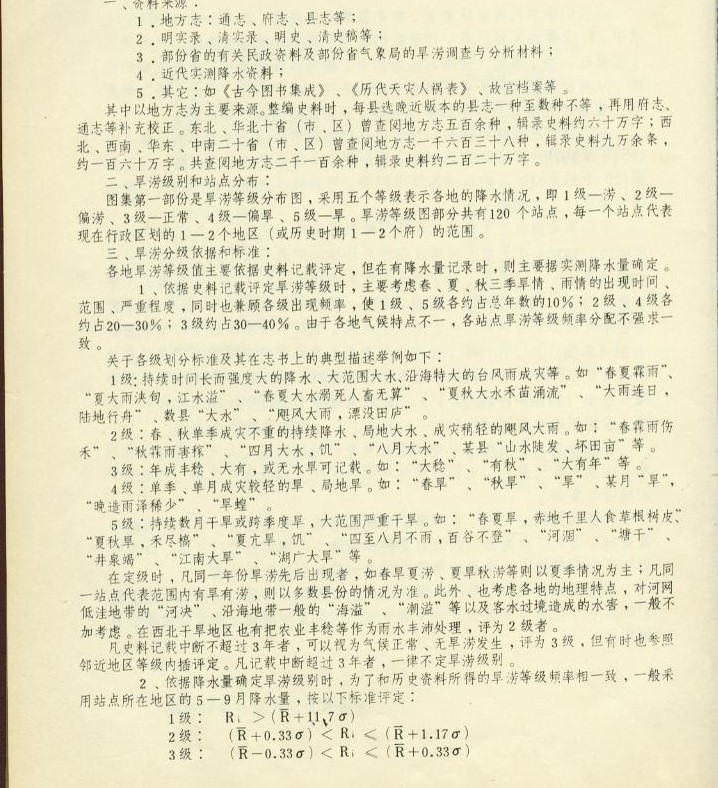 一、资料来源：
1．地方志：通志、府志、县志等；
2．明实录、清实录、明史、清史稿等；
3．部份省的有关民政资料及部份省气象局的旱涝调查与分析材料；
4．近代实测降水资料；
5．其它：如《古今图书集成》、《历代天灾人祸表》、故宫档案等。
其中以地方志为主要来源。整编史料时，每县选晚近版本的县志一种至数种不等，再用府志、
通志等补充校正。东北、华北十省（市、区）曾查阅地方志五百余种，辑录史料约六十万字；西
北、西南、华东、中南二十省（市、区）曾查阅地方志一千六百三十八种，辑录史料九万余条，
约一百六十万字。共查阅地方志二千一百余种，辑录史料约二百二十万字。
二、旱涝级别和站点分布：
图集第一部份是旱涝等级分布图，采用五个等级表示各地的降水情况，即1级—涝、2级—
偏涝、3级—正常、4级—偏旱、5级—旱。旱涝等级图部分共有120个站点，每一个站点代表
现在行政区划的1—2个地区（或历史时期1—2个府）的范围。
三、旱涝分级依据和标准：
各地旱涝等级值主要依据史料记载评定，但在有降水量记录时，则主要据实测降水量确定。
1、依据史料记载评定旱涝等级时，主要考虑春、夏、秋三季旱情、雨情的出现时间、
范围、严重程度，同时也兼顾各级出现频率，使1级、5级各约占总年数的10%；2级、4级各
约占20—30%；3级约占30—40%。由于各地气候特点不一，各站点旱涝等级频率分配不强求一
致。
关于各级划分标准及其在志书上的典型描述举例如下：
1级：持续时间长而强度大的降水、大范围大水、沿海特大的台风雨成灾等。如“春夏霖雨”、
“夏大雨浃旬，江水溢”、“春夏大水溺死人畜无算”、“夏秋大水禾苗涌流”、“大雨连日，
陆地行舟”、数县“大水”、“飓风大雨，漂没田庐”。
2级：春、秋单季成灾不重的持续降水、局地大水、成灾稍轻的飓风大雨。如：“春霖雨伤
禾”、“秋霖雨害稼”、“四月大水，饥”、“八月大水”、某县“山水陡发、坏田亩”等。
3级：年成丰稔、大有，或无水旱可记载。如：“大稔”、“有秋”、“大有年”等。
4级：单季、单月成灾较轻的旱、局地旱。如：“春旱”、“秋旱”、“旱”、某月“旱”，
“晚造雨泽稀少”、“旱蝗”。
5级：持续数月干旱或跨季度旱，大范围严重干旱。如：“春夏旱，赤地千里人食草根树皮”
“夏秋旱，禾尽槁”、“夏亢旱，饥”、“四至八月不雨，百谷不登”、“河涸”、“塘干”、
“井泉竭”、“江南大旱”、“湖广大旱”等。
在定级时，凡同一年份旱涝先后出现者，如春旱夏涝、夏旱秋涝等则以夏季情况为主；凡同
一站点代表范围内有旱有涝，则以多数县份的情况为准。此外、也考虑各地的地理特点，对河网
低洼地带的“河决”、沿海地带一般的“海溢”、“潮溢”等以及客水过境造成的水害，一般不
加考虑。在西北干旱地区也有把农业丰稔等作为雨水丰沛处理，评为2级者。
凡史料记载中断不超过3年者，可以视为气候正常、无旱涝发生，评为3级，但有时也参照
邻近地区等级内插评定。凡记载中断超过3年者，一律不定旱涝级别。
2、依据降水量确定旱涝级别时，为了和历史资料所得的旱涝等级频率相一致，一般采
用站点所在地区的5—9月降水量，按以下标准评定：
1级： Ri ＞(R̄＋11.7σ)
2级： (R̄＋0.33σ)＜Ri≤(R̄＋1.17σ)
3级： (R̄－0.33σ)＜Ri≤(R̄＋0.33σ)